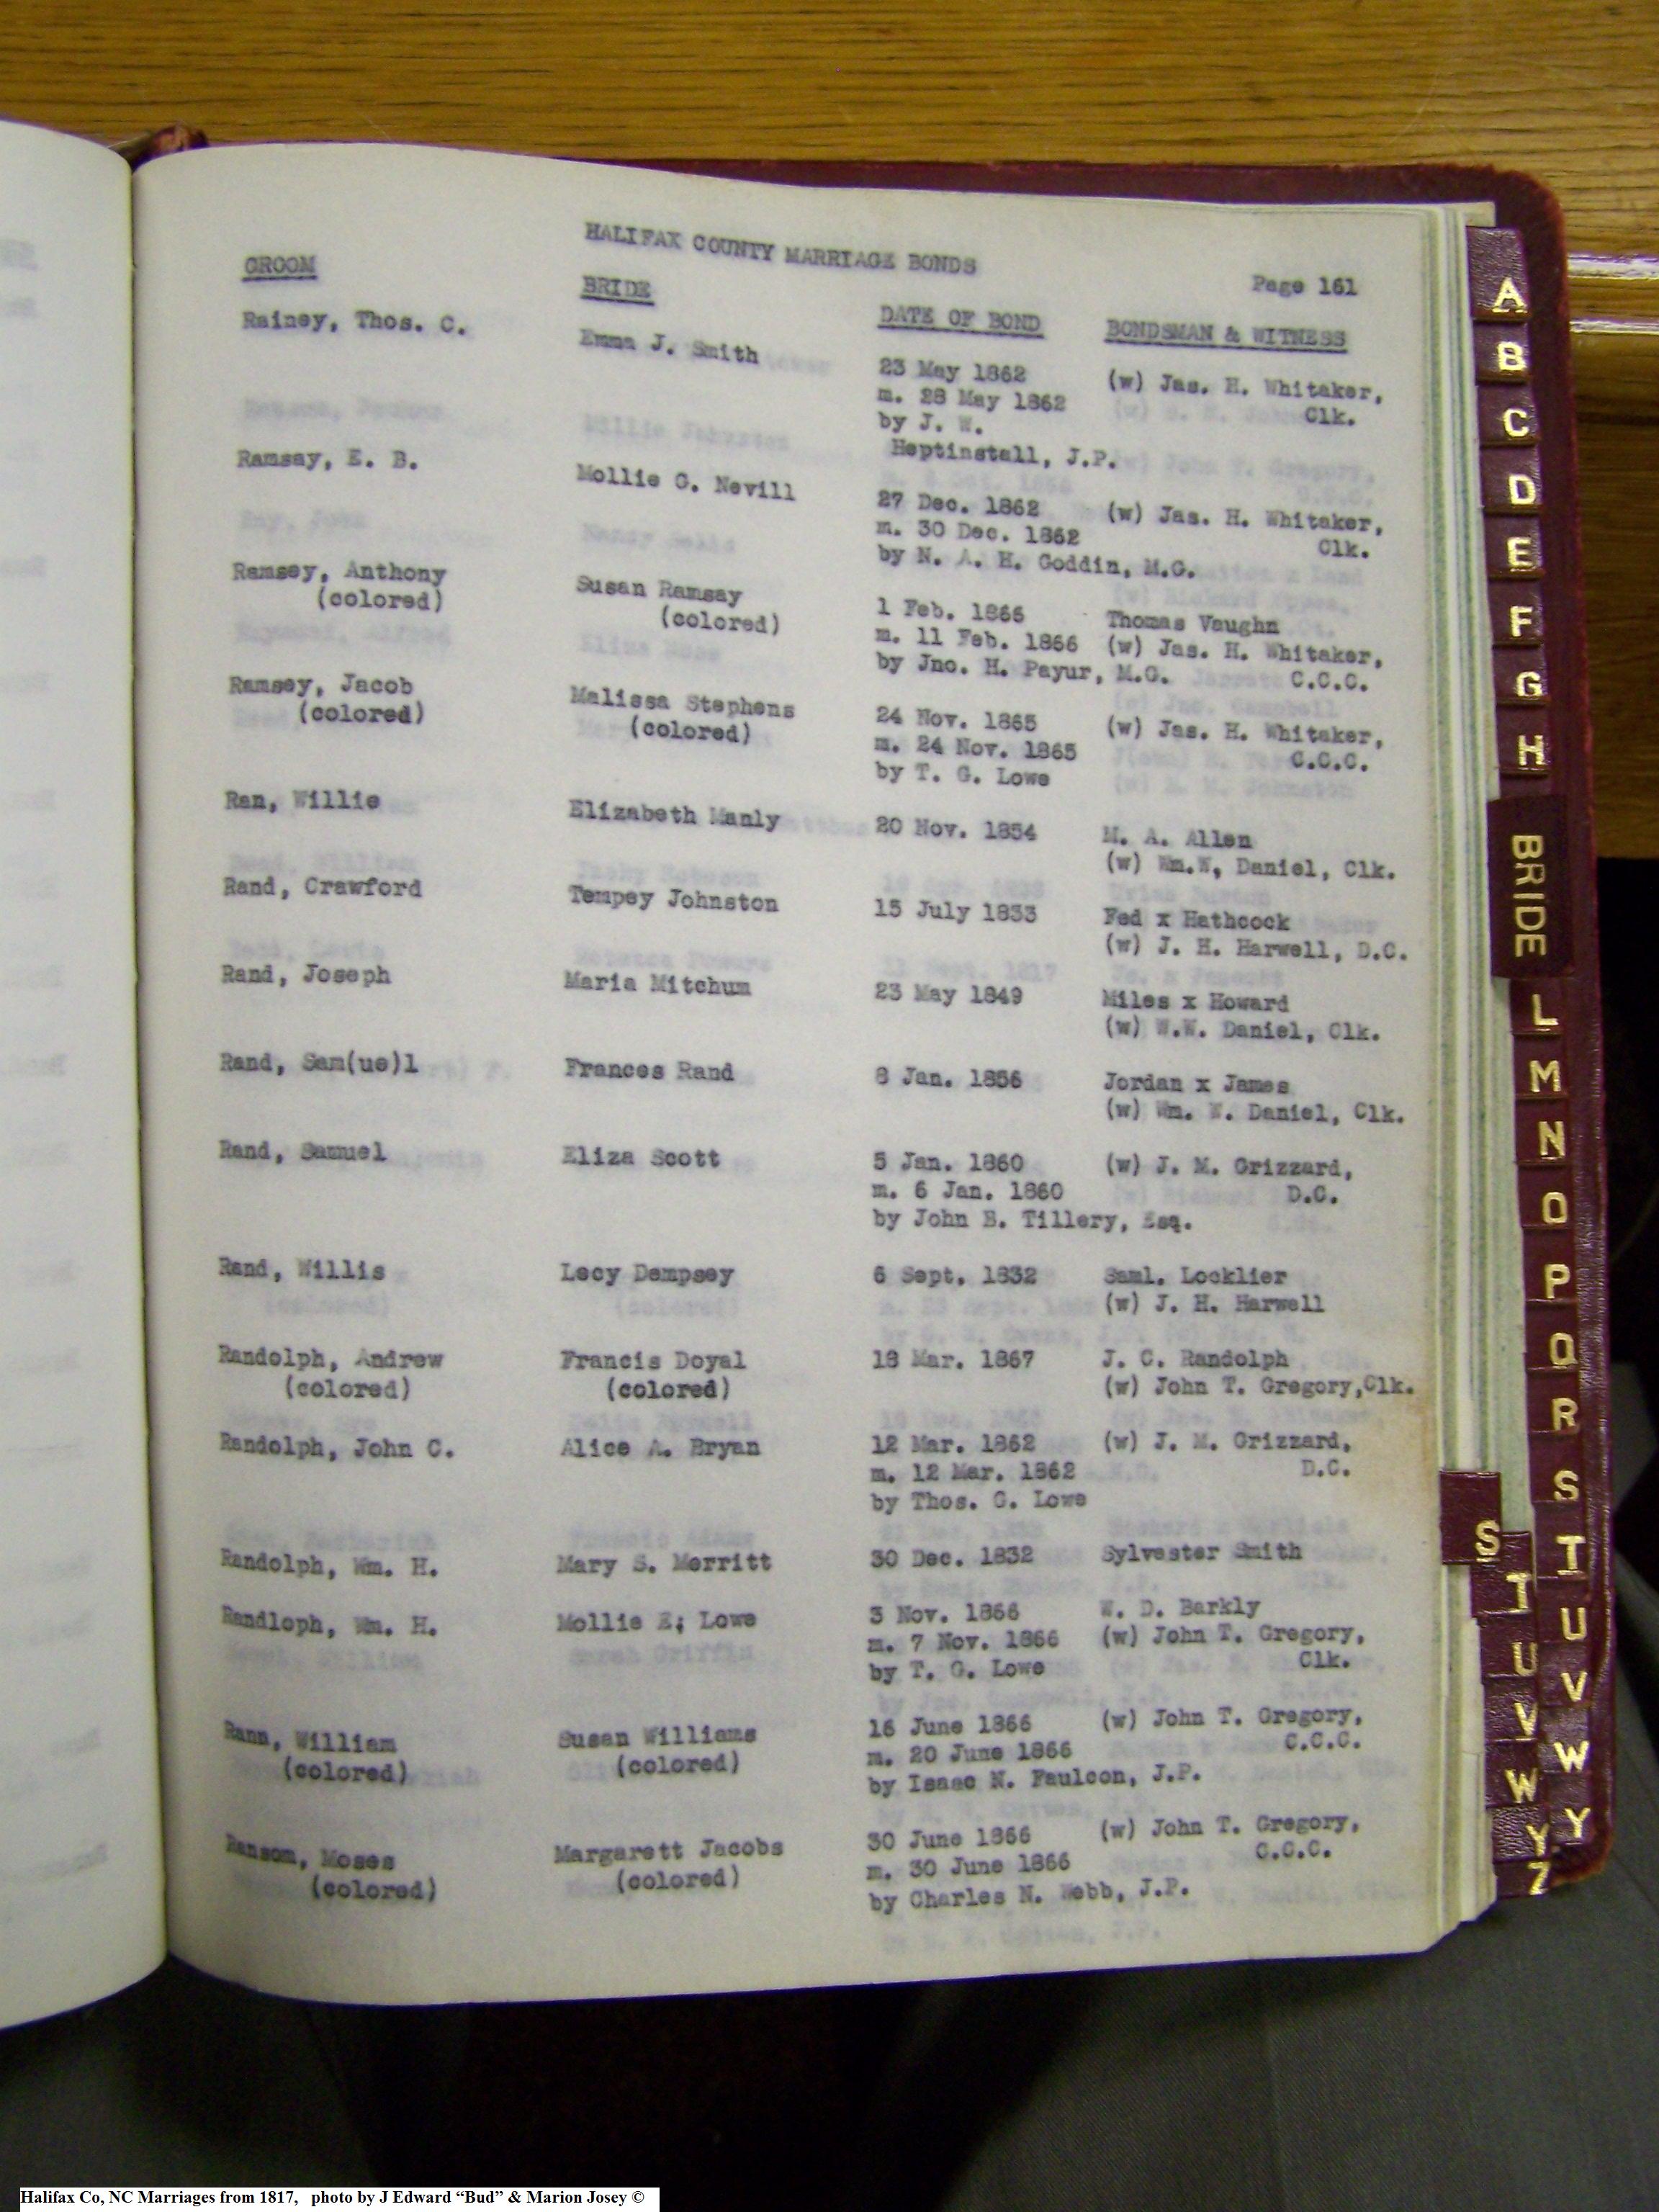 HALIFAX COUNTY MARRIAGE BONDS
Page 161
GROOM BRIDE DATE OF BOND BONDSMAN & WITNESS
Rainey, Thos. C. Emma J. Smith 23 May 1862 (w) Jas. H. Whitaker,
m. 28 May 1862 Clk.
by J. W.
Heptinstall, J.P.
Ramsay, E. B. Mollie G. Nevill 27 Dec. 1862 (w) Jas. H. Whitaker,
m. 30 Dec. 1862 Clk.
by N. A. H. Goddin, M.G.
Ramsey, Anthony Susan Ramsay 1 Feb. 1866 Thomas Vaughn
(colored) (colored) m. 11 Feb. 1866 (w) Jas. H. Whitaker,
by Jno. H. Payur, M.G. C.C.C.
Ramsey, Jacob Malissa Stephens 24 Nov. 1865 (w) Jas. H. Whitaker,
(colored) (colored) m. 24 Nov. 1865 C.C.C.
by T. G. Lowe
Ran, Willie Elizabeth Manly 20 Nov. 1854 M. A. Allen
(w) Wm.W, Daniel, Clk.
Rand, Crawford Tempey Johnston 15 July 1833 Fed x Hathcock
(w) J. H. Harwell, D.C.
Rand, Joseph Maria Mitchum 23 May 1849 Miles x Howard
(w) W.W. Daniel, Clk.
Rand, Sam(ue)l Frances Rand 8 Jan. 1856 Jordan x James
(w) Wm. W. Daniel, Clk.
Rand, Samuel Eliza Scott 5 Jan. 1860 (w) J. M. Grizzard,
m. 6 Jan. 1860 D.C.
by John B. Tillery, Esq.
Rand, Willis Lecy Dempsey 6 Sept. 1832 Saml. Locklier
(w) J. H. Harwell
Randolph, Andrew Francis Doyal 18 Mar. 1867 J. C. Randolph
(colored) (colored) (w) John T. Gregory,Clk.
Randolph, John C. Alice A. Bryan 12 Mar. 1862 (w) J. M. Grizzard,
m. 12 Mar. 1862 D.C.
by Thos. G. Lowe
Randolph, Wm. H. Mary S. Merritt 30 Dec. 1832 Sylvester Smith
Randloph, Wm. H. Mollie E; Lowe 3 Nov. 1866 W. D. Barkly
m. 7 Nov. 1866 (w) John T. Gregory,
by T. G. Lowe Clk.
Rann, William Susan Williams 16 June 1866 (w) John T. Gregory,
(colored) (colored) m. 20 June 1866 C.C.C.
by Isaac N. Faulcon, J.P.
Ransom, Moses Margarett Jacobs 30 June 1866 (w) John T. Gregory,
(colored) (colored) m. 30 June 1866 C.C.C.
by Charles N. Webb, J.P.
A
B
C
D
E
F
G
H
BRIDE
L
M
N
O
P
Q
R
S
T
U
V
W
Y
S
T
U
V
W
Y
Z
Halifax Co, NC Marriages from 1817, photo by J Edward “Bud” & Marion Josey ©